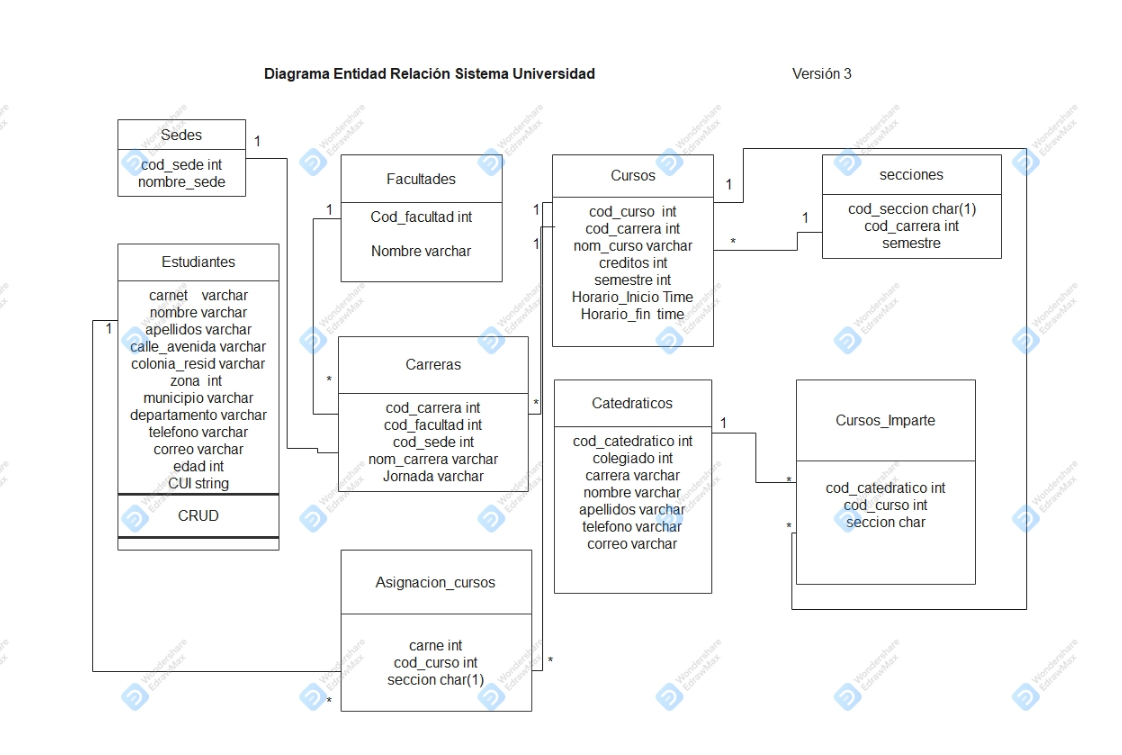 Diagrama Entidad Relación Sistema Universidad
Versión 3
Sedes
1
cod_sede int
nombre_sede
Facultades
1
Cod_facultad int
Nombre varchar
Cursos
1
1
1
cod_curso int
cod_carrera int
nom_curso varchar
creditos int
semestre int
Horario_Inicio Time
Horario_fin time
*
1
secciones
cod_seccion char(1)
cod_carrera int
semestre
Estudiantes
1
carnet varchar
nombre varchar
apellidos varchar
calle_avenida varchar
colonia_resid varchar
zona int
municipio varchar
departamento varchar
telefono varchar
correo varchar
edad int
CUI string
CRUD
Carreras
*
*
cod_carrera int
cod_facultad int
cod_sede int
nom_carrera varchar
Jornada varchar
Catedraticos
1
cod_catedratico int
colegiado int
carrera varchar
nombre varchar
apellidos varchar
telefono varchar
correo varchar
Cursos_Imparte
*
*
cod_catedratico int
cod_curso int
seccion char
Asignacion_cursos
carne int
cod_curso int
seccion char(1)
*
*
Wondershare
EdrawMax